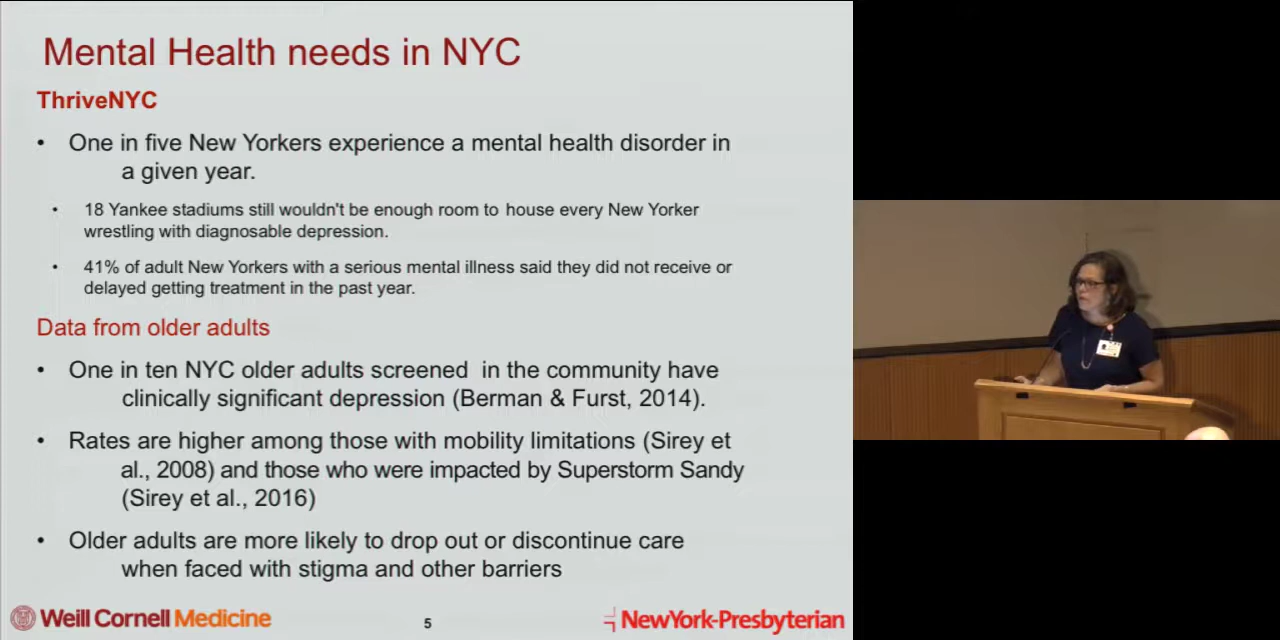 Mental Health needs in NYC
ThriveNYC
• One in five New Yorkers experience a mental health disorder in
a given year.
• 18 Yankee stadiums still wouldn't be enough room to house every New Yorker
wrestling with diagnosable depression.
• 41% of adult New Yorkers with a serious mental illness said they did not receive or
delayed getting treatment in the past year.
Data from older adults
• One in ten NYC older adults screened in the community have
clinically significant depression (Berman & Furst, 2014).
• Rates are higher among those with mobility limitations (Sirey et
al., 2008) and those who were impacted by Superstorm Sandy
(Sirey et al., 2016)
• Older adults are more likely to drop out or discontinue care
when faced with stigma and other barriers
Weill Cornell Medicine
5
NewYork-Presbyterian